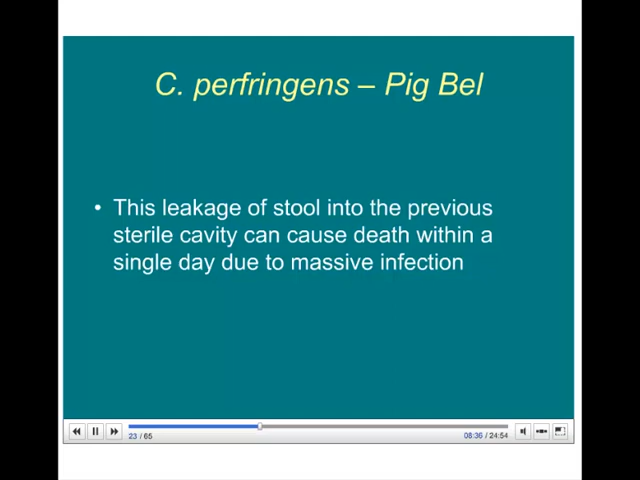 C. perfringens – Pig Bel
• This leakage of stool into the previous
sterile cavity can cause death within a
single day due to massive infection
23 / 65
08:36 / 24:54